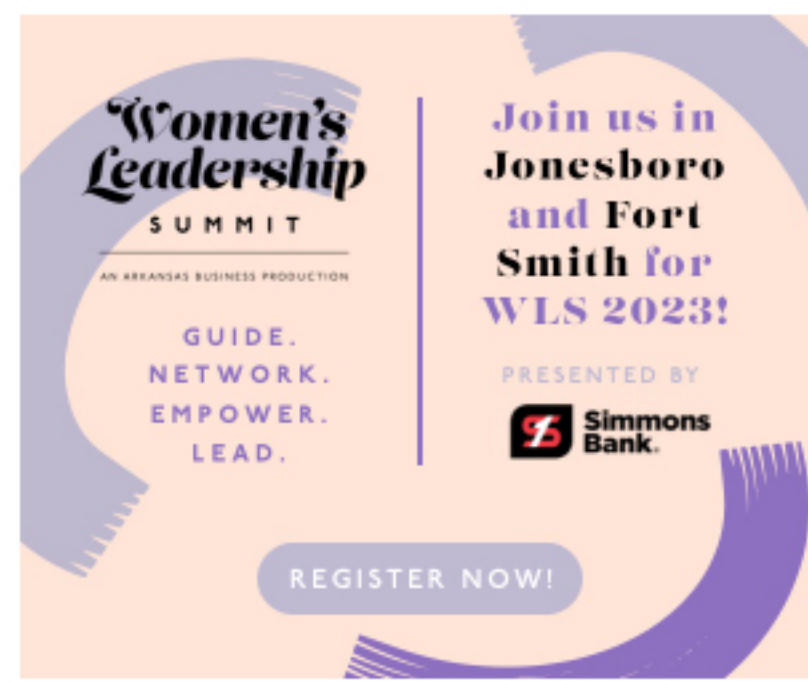 Women's
Leadership
SUMMIT
AN ARKANSAS BUSINESS PRODUCTION
GUIDE.
NETWORK.
EMPOWER.
LEAD.
Join us in
Jonesboro
and Fort
Smith for
WLS 2023!
PRESENTED BY
Simmons
Bank.
REGISTER NOW!